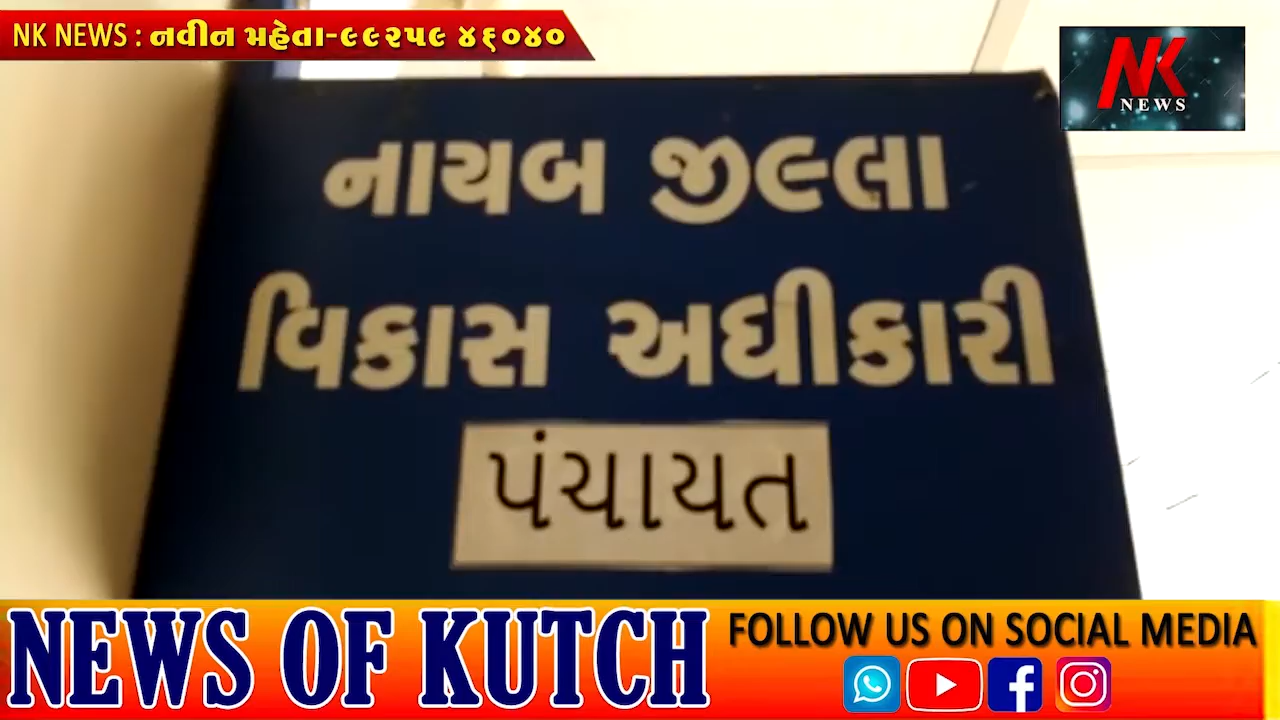 NK NEWS : નવીન મહેતા-૯૯૨૫૯ ૪૬૦૪૦
NK
NEWS
નાયબ જીલ્લા
વિકાસ અધીકારી
પંચાયત
NEWS OF KUTCH
FOLLOW US ON SOCIAL MEDIA